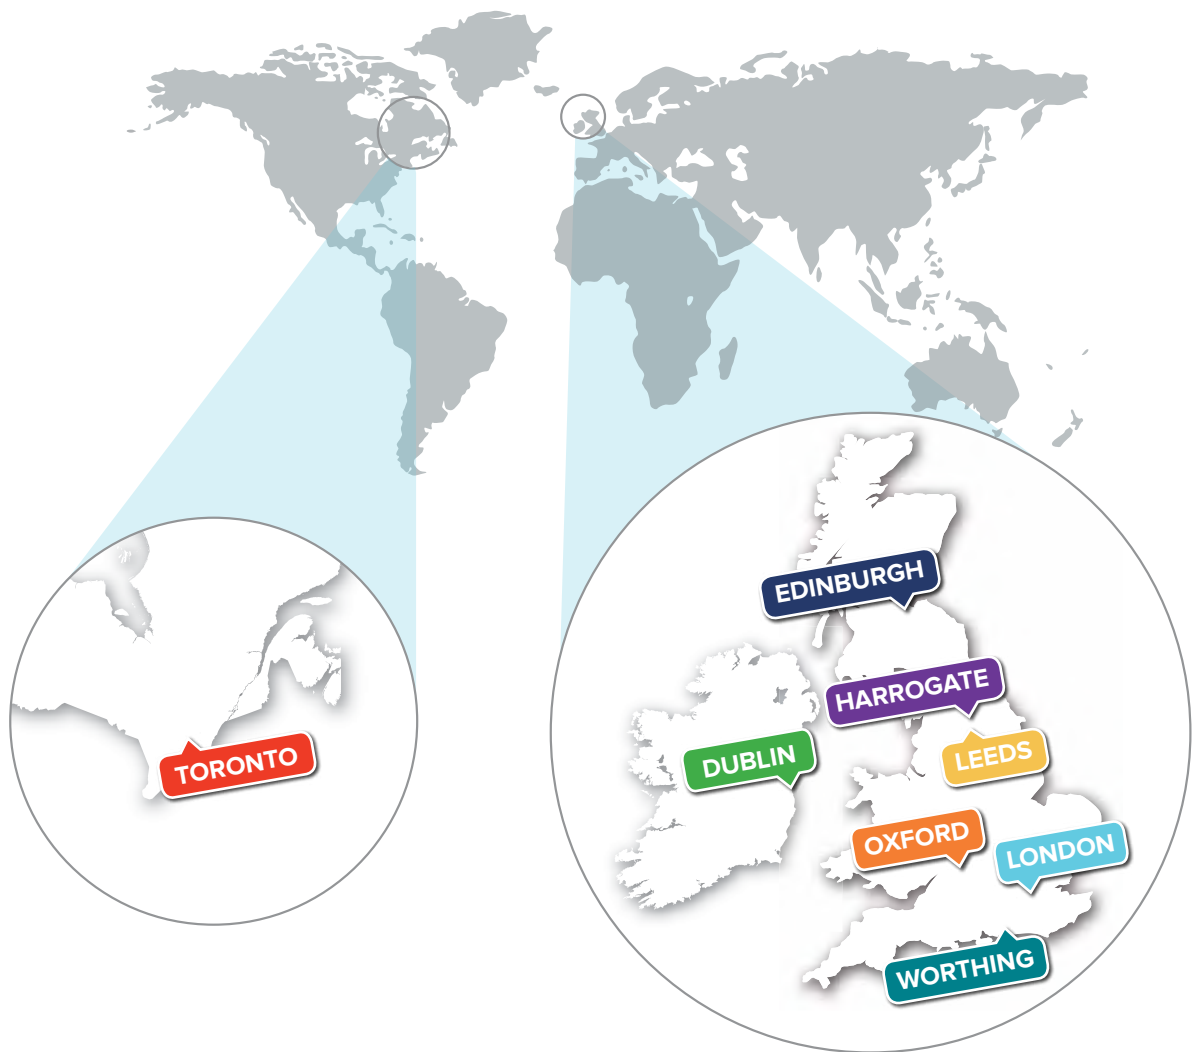 EDINBURGH
HARROGATE
DUBLIN
LEEDS
TORONTO
OXFORD
LONDON
WORTHING